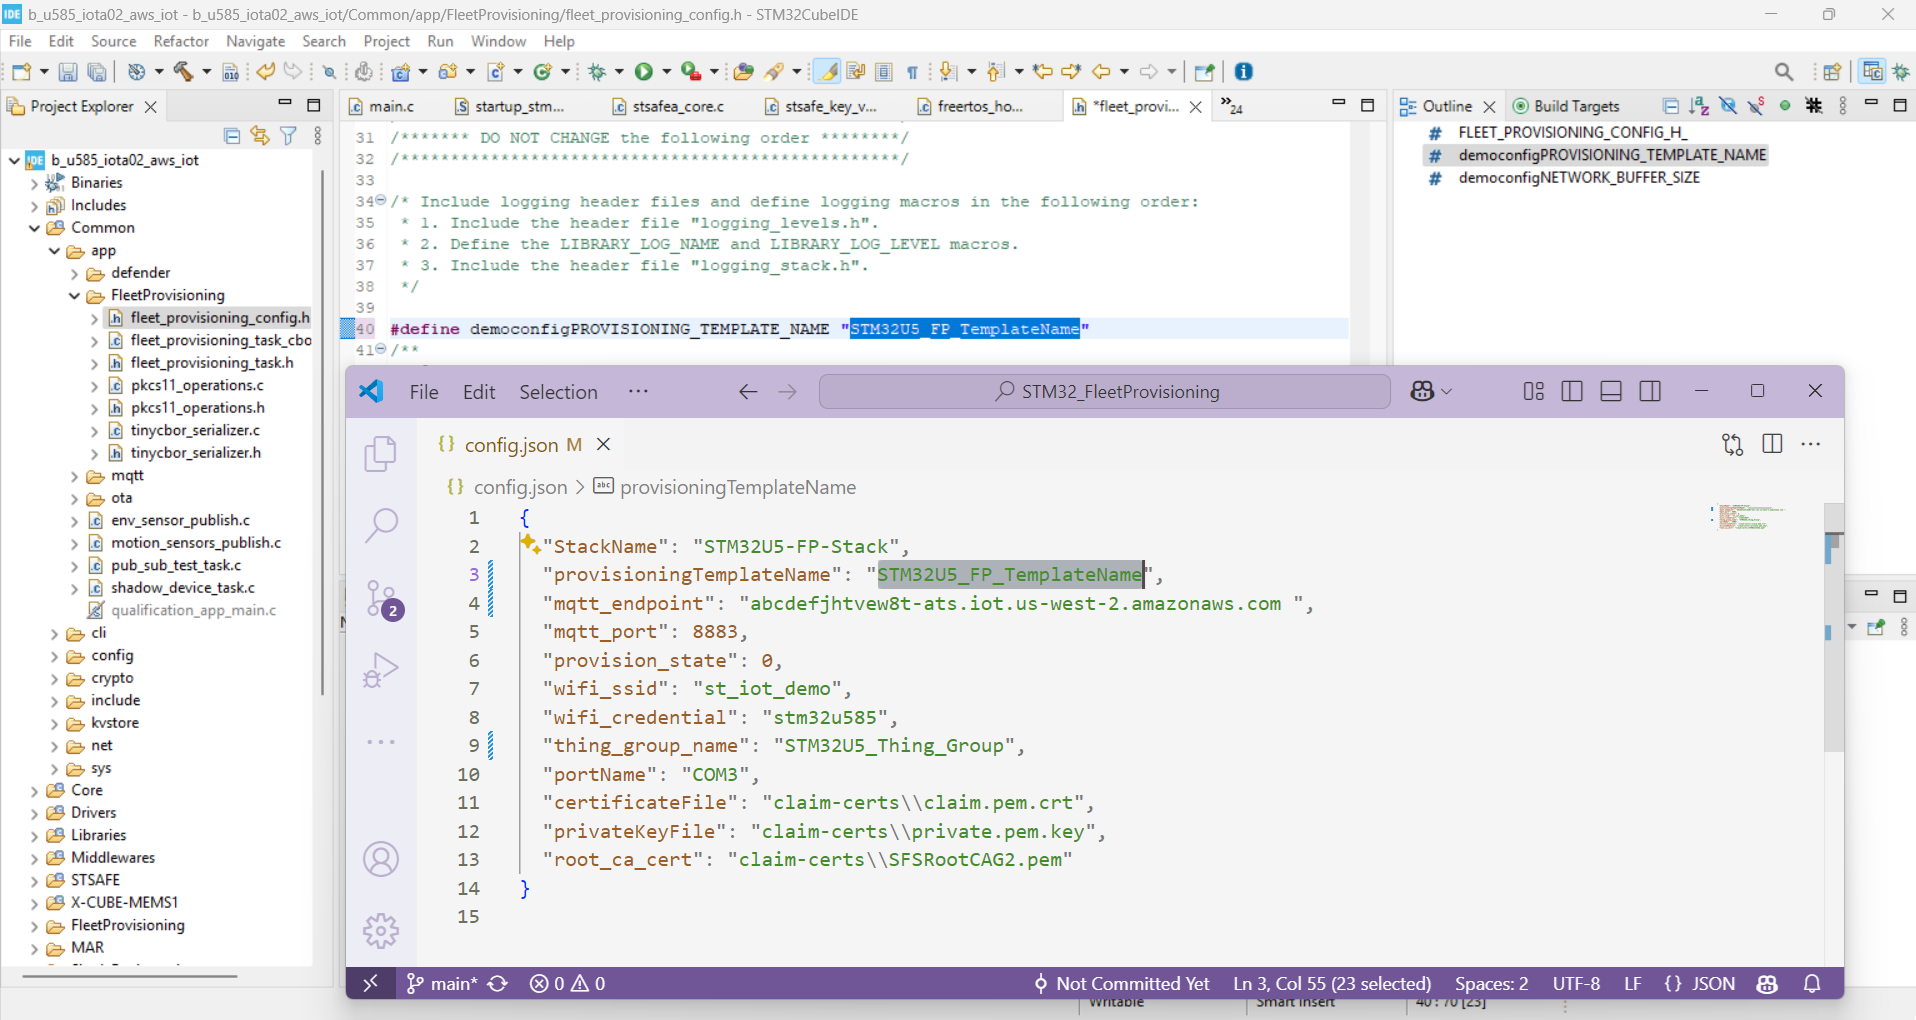 IDE b_u585_iota02_aws_iot - b_u585_iota02_aws_iot/Common/app/FleetProvisioning/fleet_provisioning_config.h - STM32CubeIDE
File Edit Source Refactor Navigate Search Project Run Window Help
Project Explorer
b_u585_iota02_aws_iot
Binaries
Includes
Common
app
defender
FleetProvisioning
fleet_provisioning_config.h
fleet_provisioning_task_cbo
fleet_provisioning_task.h
pkcs11_operations.c
pkcs11_operations.h
tinycbor_serializer.c
tinycbor_serializer.h
mqtt
ota
env_sensor_publish.c
motion_sensors_publish.c
pub_sub_test_task.c
shadow_device_task.c
qualification_app_main.c
cli
config
crypto
include
kvstore
net
sys
Core
Drivers
Libraries
Middlewares
STSAFE
X-CUBE-MEMS1
FleetProvisioning
MAR
main.c startup_stm... stsafea_core.c stsafe_key_v... freertos_ho... *fleet_provi... »24
31 /******* DO NOT CHANGE the following order ********/
32 /**************************************************/
33
34 /* Include logging header files and define logging macros in the following order:
35 * 1. Include the header file "logging_levels.h".
36 * 2. Define the LIBRARY_LOG_NAME and LIBRARY_LOG_LEVEL macros.
37 * 3. Include the header file "logging_stack.h".
38 */
39
40 #define democonfigPROVISIONING_TEMPLATE_NAME "STM32U5_FP_TemplateName"
41 /**
Outline Build Targets
# FLEET_PROVISIONING_CONFIG_H_
# democonfigPROVISIONING_TEMPLATE_NAME
# democonfigNETWORK_BUFFER_SIZE
File Edit Selection ··· STM32_FleetProvisioning
{} config.json M
{} config.json > abc provisioningTemplateName
1 {
2 "StackName": "STM32U5-FP-Stack",
3 "provisioningTemplateName": "STM32U5_FP_TemplateName",
4 "mqtt_endpoint": "abcdefjhtvew8t-ats.iot.us-west-2.amazonaws.com ",
5 "mqtt_port": 8883,
6 "provision_state": 0,
7 "wifi_ssid": "st_iot_demo",
8 "wifi_credential": "stm32u585",
9 "thing_group_name": "STM32U5_Thing_Group",
10 "portName": "COM3",
11 "certificateFile": "claim-certs\\claim.pem.crt",
12 "privateKeyFile": "claim-certs\\private.pem.key",
13 "root_ca_cert": "claim-certs\\SFSRootCAG2.pem"
14 }
15
2
main* 0 0 Not Committed Yet Ln 3, Col 55 (23 selected) Spaces: 2 UTF-8 LF {} JSON
Writable Smart Insert 40 : 70 [23]